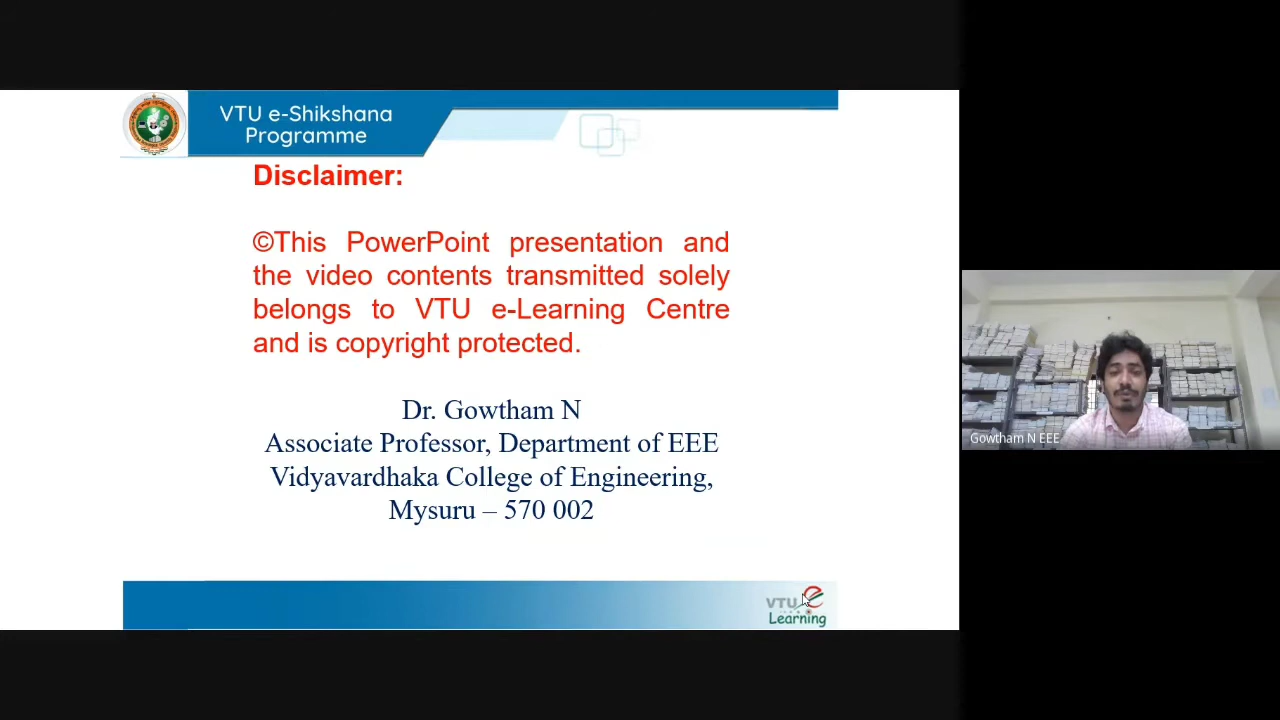 VTU e-Shikshana
Programme
Disclaimer:
©This PowerPoint presentation and
the video contents transmitted solely
belongs to VTU e-Learning Centre
and is copyright protected.
Dr. Gowtham N
Associate Professor, Department of EEE
Vidyavardhaka College of Engineering,
Mysuru – 570 002
VTU e
Learning
Gowtham N EEE